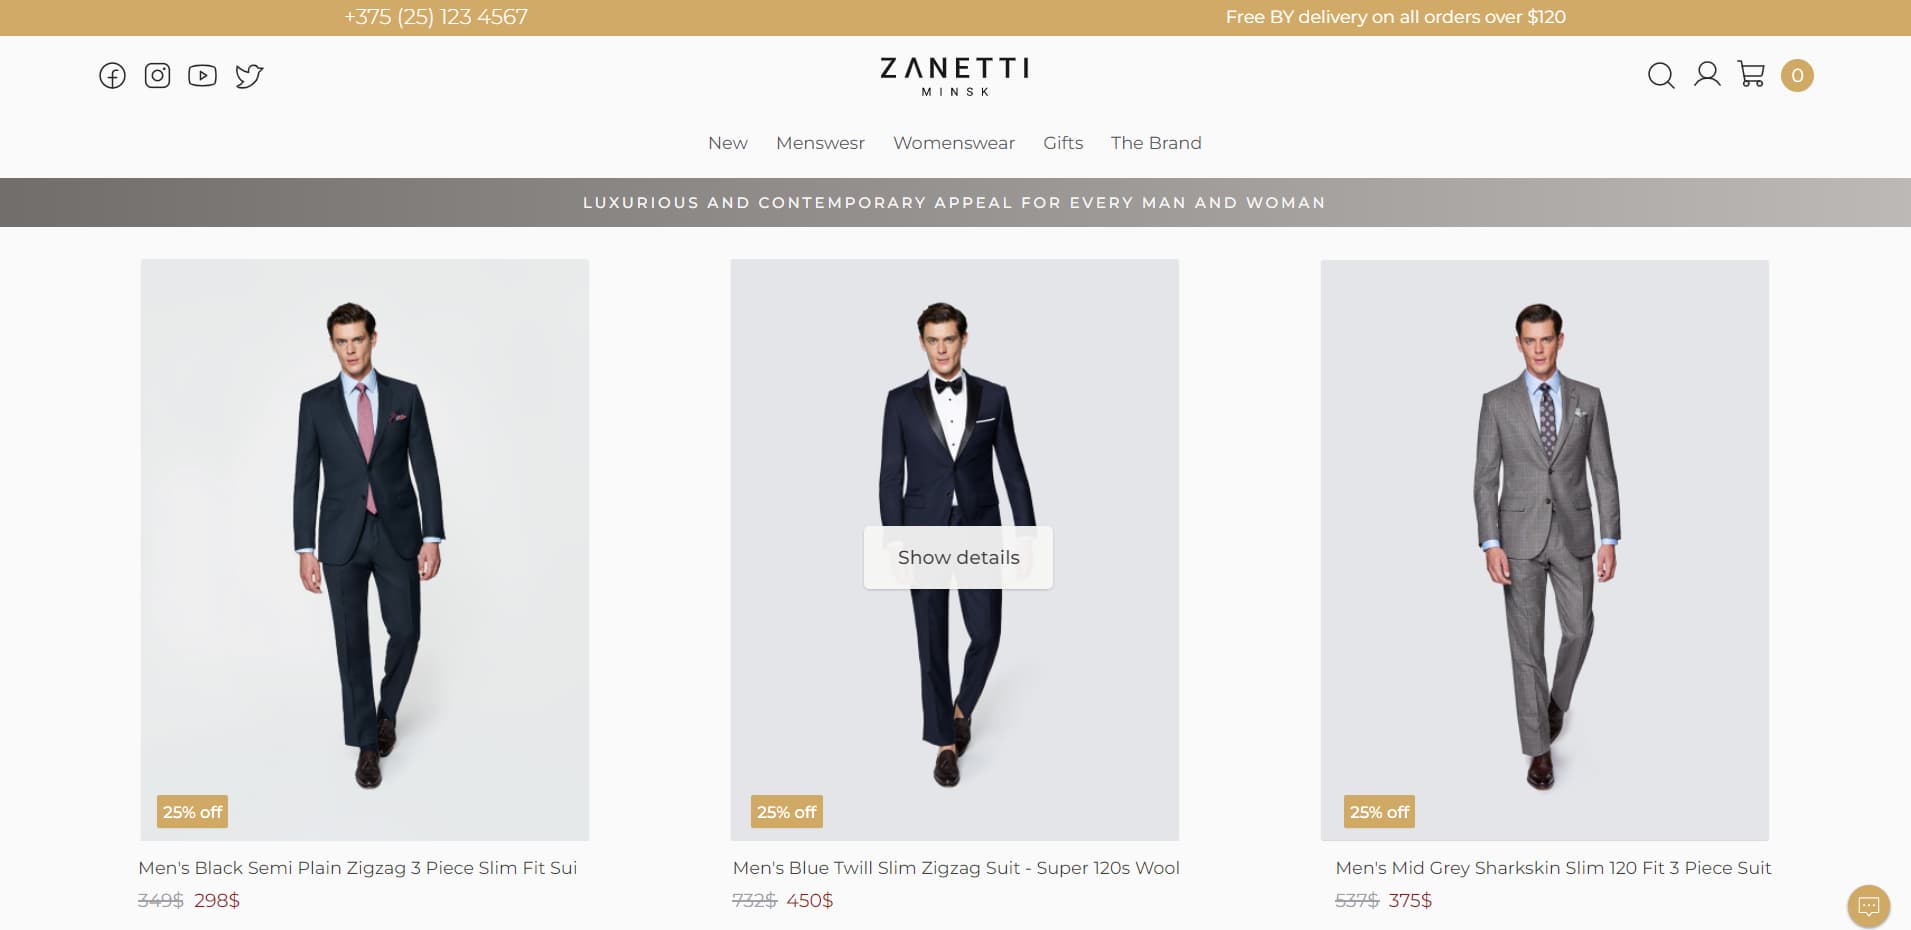 +375 (25) 123 4567
Free BY delivery on all orders over $120
ZANETTI
MINSK
0
New Menswesr Womenswear Gifts The Brand
LUXURIOUS AND CONTEMPORARY APPEAL FOR EVERY MAN AND WOMAN
Show details
25% off
25% off
25% off
Men's Black Semi Plain Zigzag 3 Piece Slim Fit Sui
349$ 298$
Men's Blue Twill Slim Zigzag Suit - Super 120s Wool
732$ 450$
Men's Mid Grey Sharkskin Slim 120 Fit 3 Piece Suit
537$ 375$